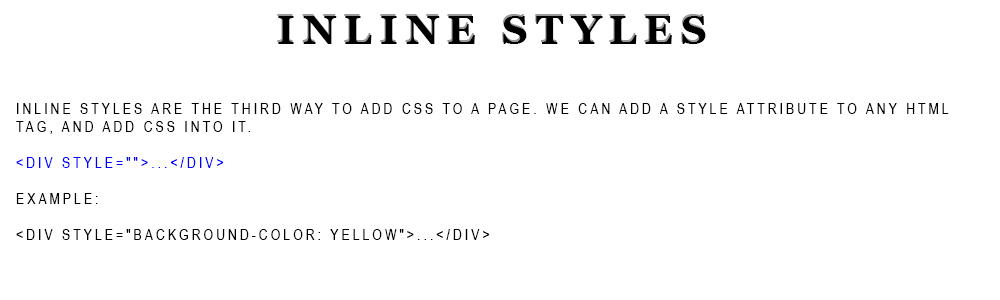 INLINE STYLES
INLINE STYLES ARE THE THIRD WAY TO ADD CSS TO A PAGE. WE CAN ADD A STYLE ATTRIBUTE TO ANY HTML
TAG, AND ADD CSS INTO IT.
<DIV STYLE="">...</DIV>
EXAMPLE:
<DIV STYLE="BACKGROUND-COLOR: YELLOW">...</DIV>